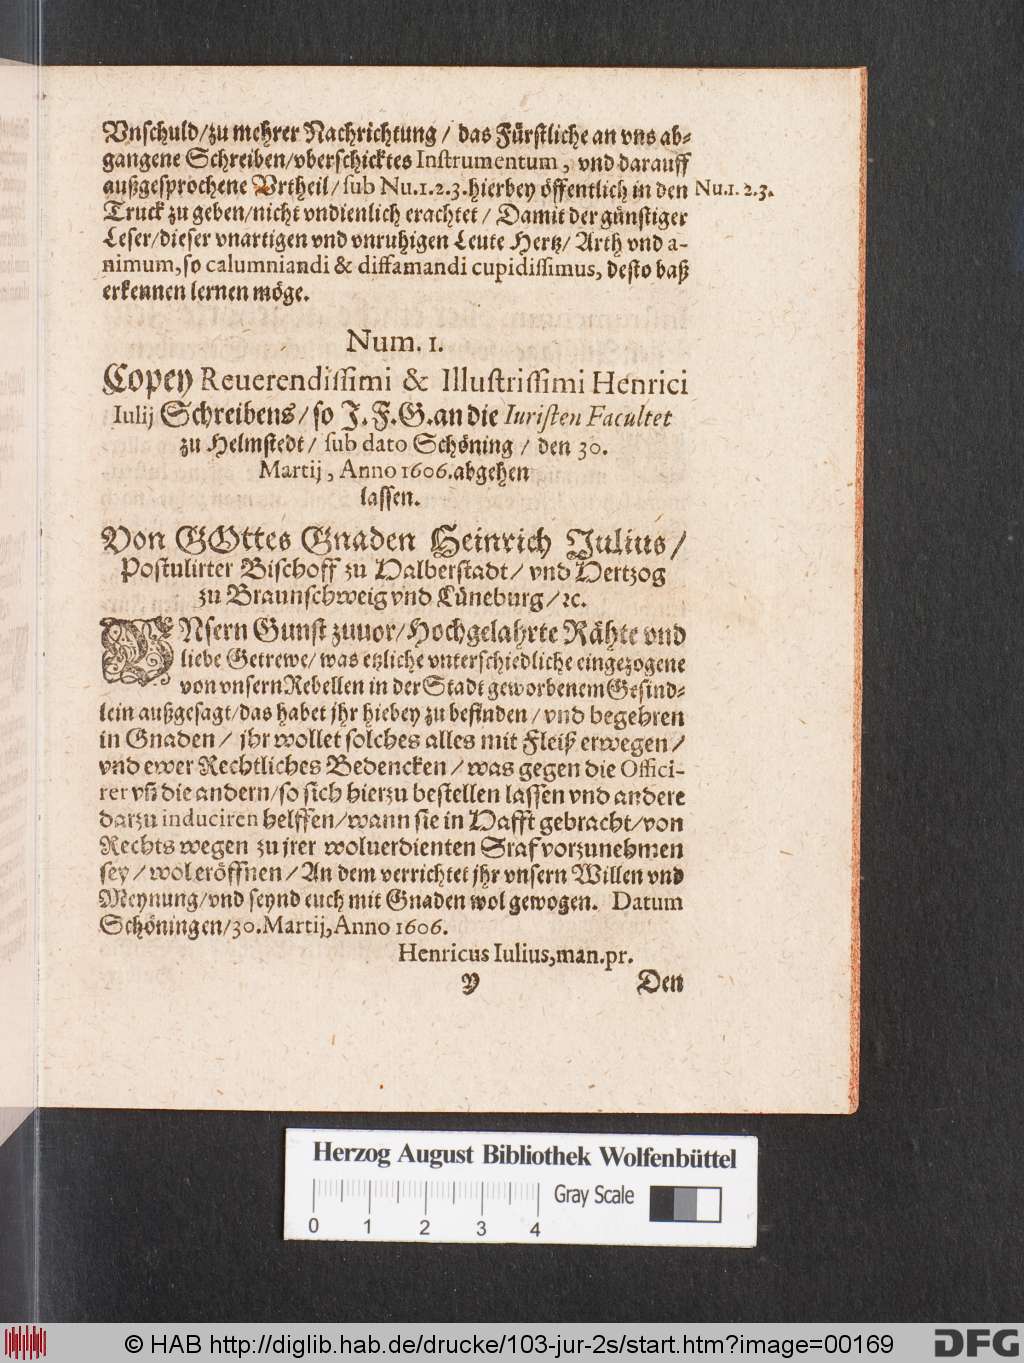 Vnschuld/zu mehrer Nachrichtung / das Fürstliche an vns ab-
gangene Schreiben/vberschicktes Instrumentum, vnd darauff
außgesprochene Vrtheil/ sub Nu.1.2.3.hierbey öffentlich in den Nu.1.2.3.
Truck zu geben/nicht vndienlich erachtet / Damit der günstiger
Leser/dieser vnartigen vnd vnruhigen Leute Hertz/ Arth vnd a-
nimum,so calumniandi & diffamandi cupidissimus, desto baß
erkennen lernen möge.
Num. 1.
Copey Reuerendissimi & Illustrissimi Henrici
Iulij Schreibens/ so J.F.G.an die Iuristen Facultet
zu Helmstedt/ sub dato Schöning / den 30.
Martij, Anno 1606.abgehen
lassen.
Von GOttes Gnaden Heinrich Julius/
Postulirter Bischoff zu Halberstadt/ vnd Hertzog
zu Braunschweig vnd Lüneburg/ꝛc.
VNsern Gunst zuuor/Hochgelahrte Rähte vnd
liebe Getrewe/was etzliche vnterschiedliche eingezogene
von vnsern Rebellen in der Stadt geworbenem Gesind-
lein außgesagt/das habet jhr hiebey zu befinden/vnd begehren
in Gnaden/ jhr wollet solches alles mit Fleiß erwegen/
vnd ewer Rechtliches Bedencken/was gegen die Offici-
rer vñ die andern/so sich hierzu bestellen lassen vnd andere
darzu induciren helffen/wann sie in Hafft gebracht/von
Rechts wegen zu jrer woluerdienten Sraf vorzunehmen
sey/wol eröffnen/An dem verrichtet jhr vnsern Willen vnd
Meynung/vnd seynd euch mit Gnaden wol gewogen. Datum
Schöningen/30.Martij,Anno 1606.
Henricus Iulius,man.pr.
Y Den
Herzog August Bibliothek Wolfenbüttel
Gray Scale
0 1 2 3 4
© HAB http://diglib.hab.de/drucke/103-jur-2s/start.htm?image=00169 DFG